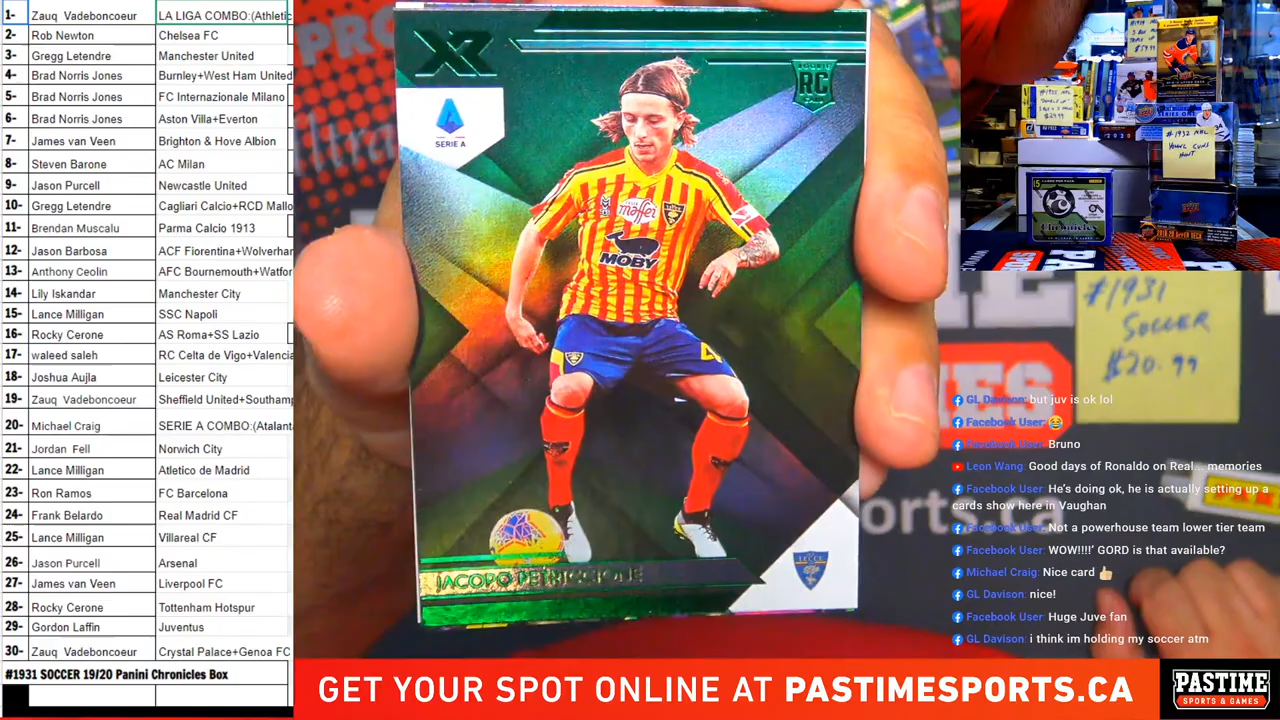 1- Zauq Vadeboncoeur LA LIGA COMBO:(Athletic
2- Rob Newton Chelsea FC
3- Gregg Letendre Manchester United
4- Brad Norris Jones Burnley+West Ham United
5- Brad Norris Jones FC Internazionale Milano
6- Brad Norris Jones Aston Villa+Everton
7- James van Veen Brighton & Hove Albion
8- Steven Barone AC Milan
9- Jason Purcell Newcastle United
10- Gregg Letendre Cagliari Calcio+RCD Mallo
11- Brendan Muscalu Parma Calcio 1913
12- Jason Barbosa ACF Fiorentina+Wolverhar
13- Anthony Ceolin AFC Bournemouth+Watfor
14- Lily Iskandar Manchester City
15- Lance Milligan SSC Napoli
16- Rocky Cerone AS Roma+SS Lazio
17- waleed saleh RC Celta de Vigo+Valencia
18- Joshua Aujla Leicester City
19- Zauq Vadeboncoeur Sheffield United+Southamp
20- Michael Craig SERIE A COMBO:(Atalant
21- Jordan Fell Norwich City
22- Lance Milligan Atletico de Madrid
23- Ron Ramos FC Barcelona
24- Frank Belardo Real Madrid CF
25- Lance Milligan Villareal CF
26- Jason Purcell Arsenal
27- James van Veen Liverpool FC
28- Rocky Cerone Tottenham Hotspur
29- Gordon Laffin Juventus
30- Zauq Vadeboncoeur Crystal Palace+Genoa FC
#1931 SOCCER 19/20 Panini Chronicles Box
XR
RC
SERIE A
maffei
MOBY
JACOPO PETRICCIONE
LECCE
#1932 NHL
YOUNG GUNS
HUNT
SERIES ONE
Chronicles
#1931
SOCCER
$20.99
GL Davison: but juv is ok lol
Facebook User: 😂
Facebook User: Bruno
Leon Wang: Good days of Ronaldo on Real... memories
Facebook User: He's doing ok, he is actually setting up a
cards show here in Vaughan
Facebook User: Not a powerhouse team lower tier team
Facebook User: WOW!!!!' GORD is that available?
Michael Craig: Nice card 👍🏻
GL Davison: nice!
Facebook User: Huge Juve fan
GL Davison: i think im holding my soccer atm
GET YOUR SPOT ONLINE AT PASTIMESPORTS.CA
PASTIME
SPORTS & GAMES